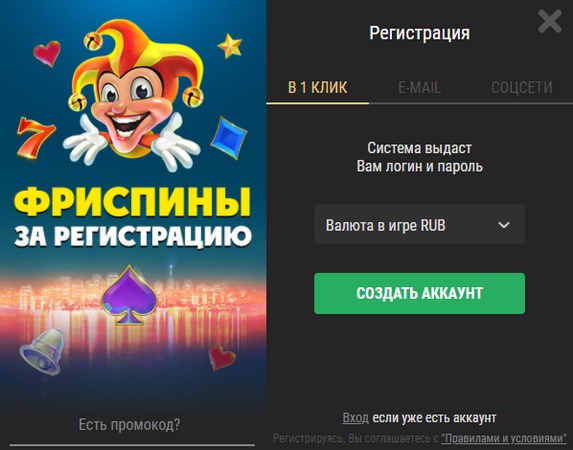 ФРИСПИНЫ
ЗА РЕГИСТРАЦИЮ
Есть промокод?
Регистрация
В 1 КЛИК
E-MAIL
СОЦСЕТИ
Система выдаст
Вам логин и пароль
Валюта в игре RUB
СОЗДАТЬ АККАУНТ
Вход если уже есть аккаунт
Регистрируясь, Вы соглашаетесь с "Правилами и условиями"